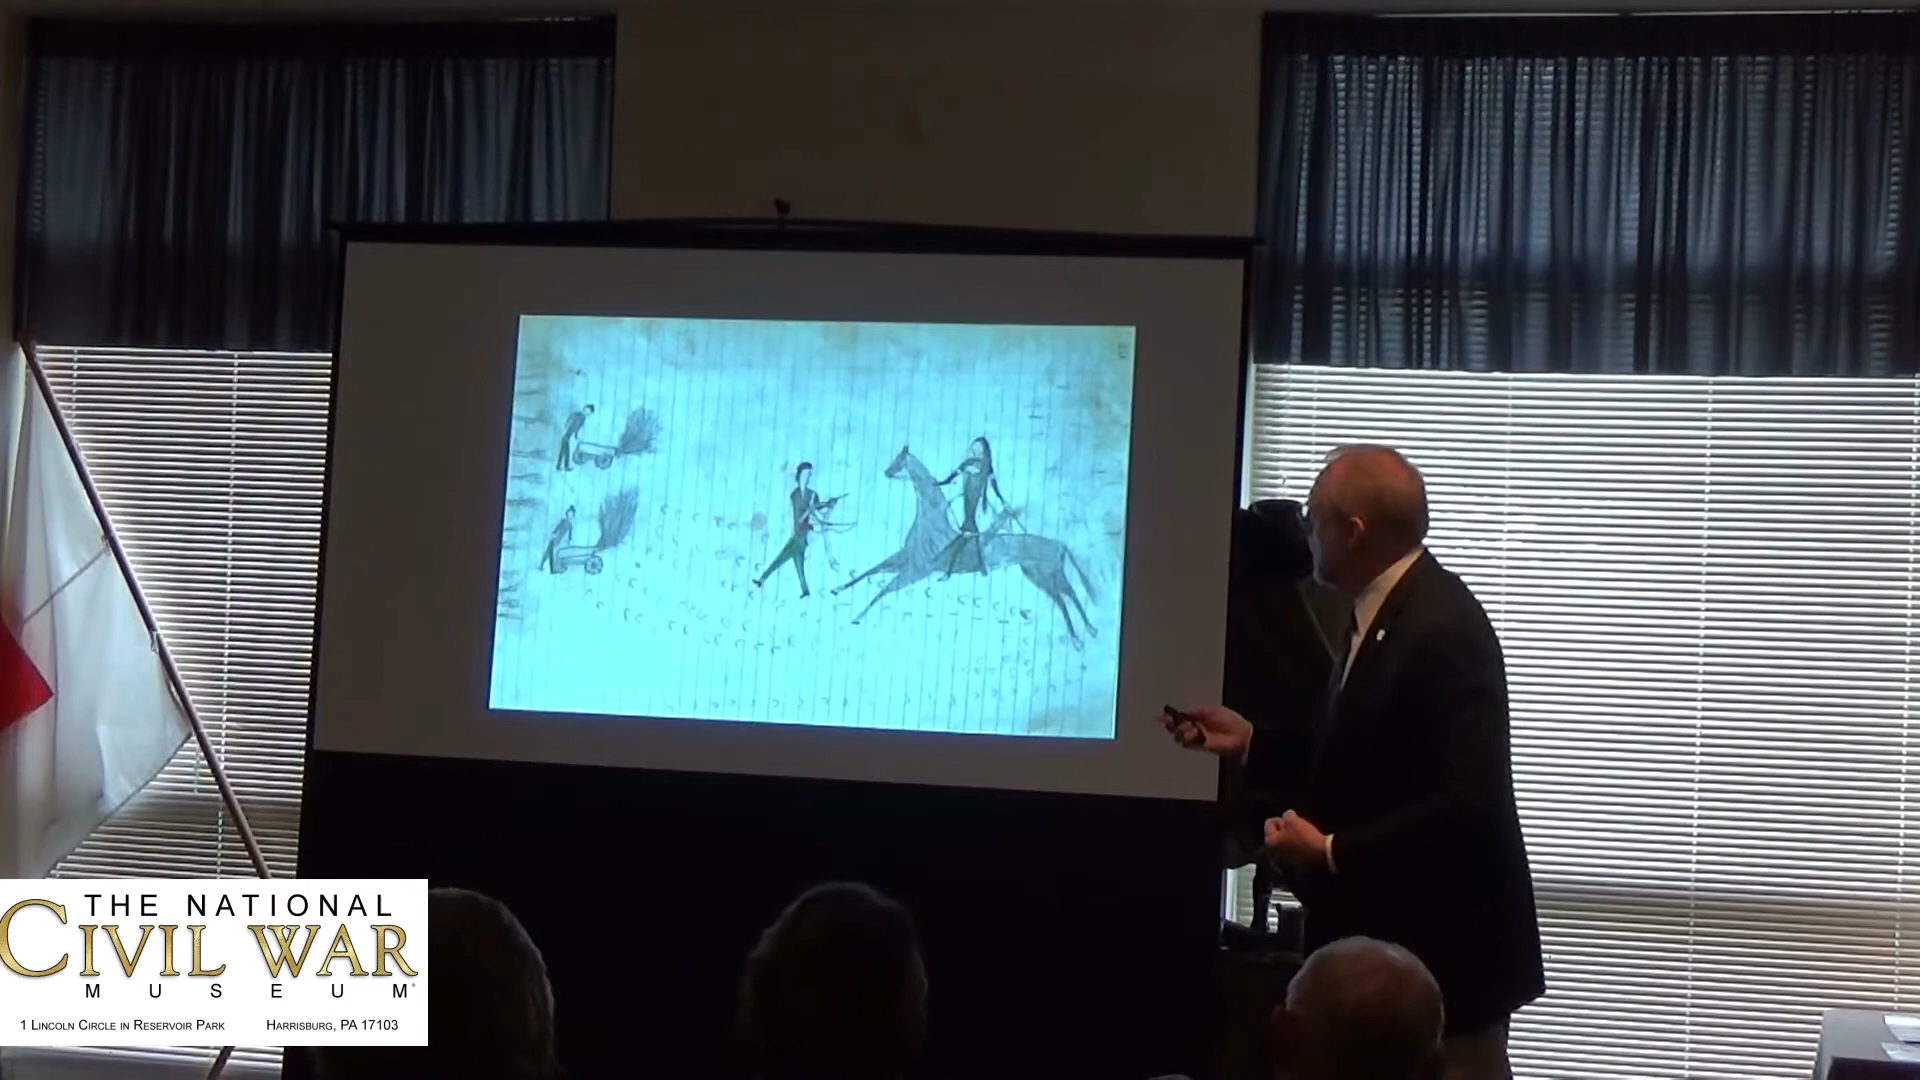 THE NATIONAL
CIVIL WAR
MUSEUM
1 LINCOLN CIRCLE IN RESERVOIR PARK HARRISBURG, PA 17103